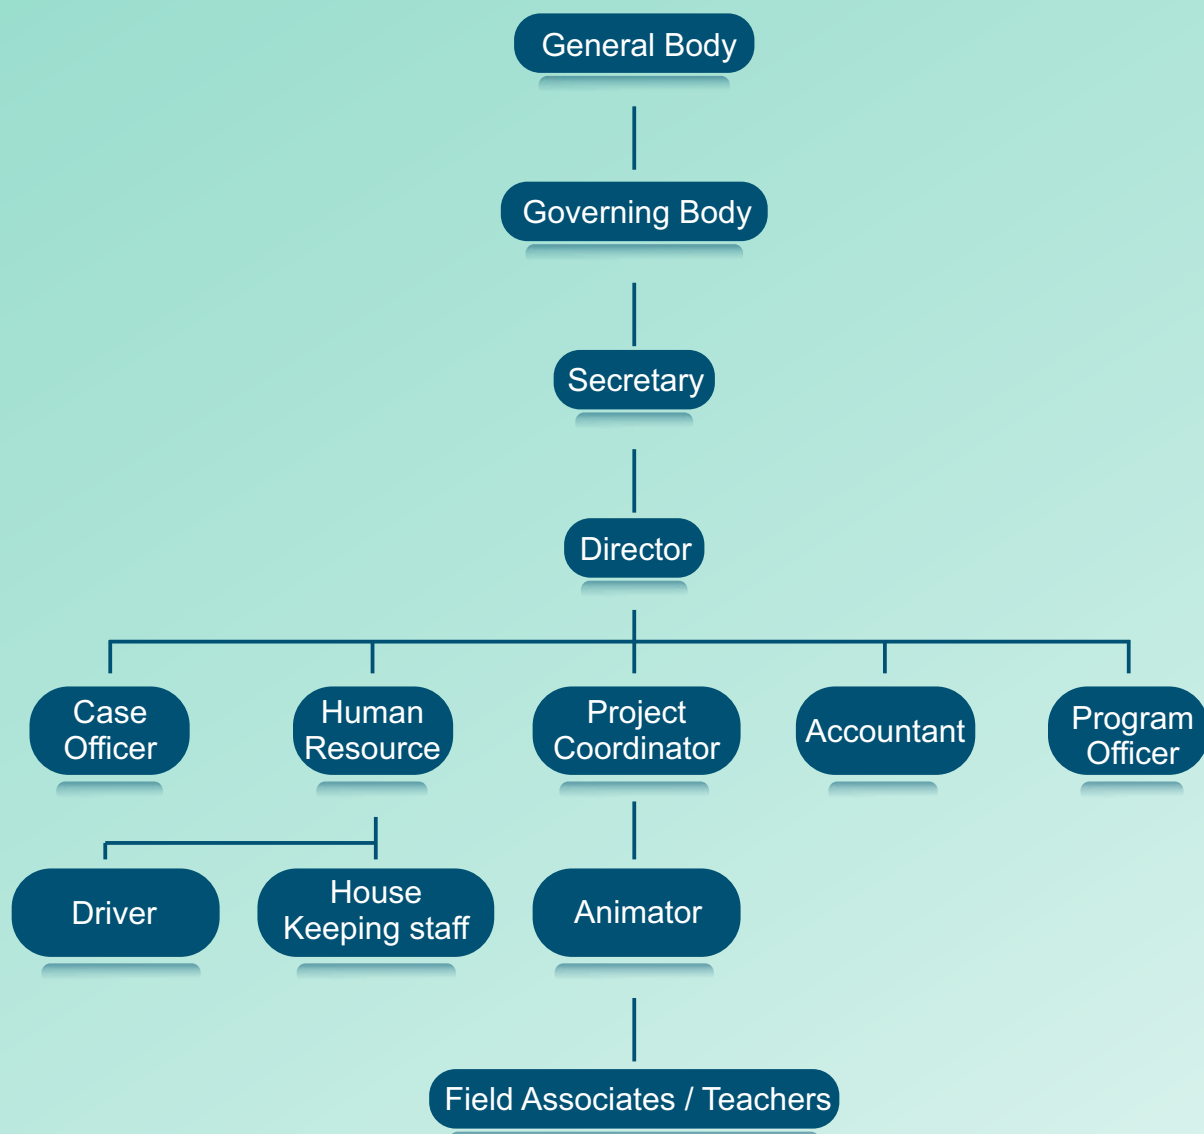 General Body
Governing Body
Secretary
Director
Case
Officer
Human
Resource
Project
Coordinator
Accountant
Program
Officer
Driver
House
Keeping staff
Animator
Field Associates / Teachers